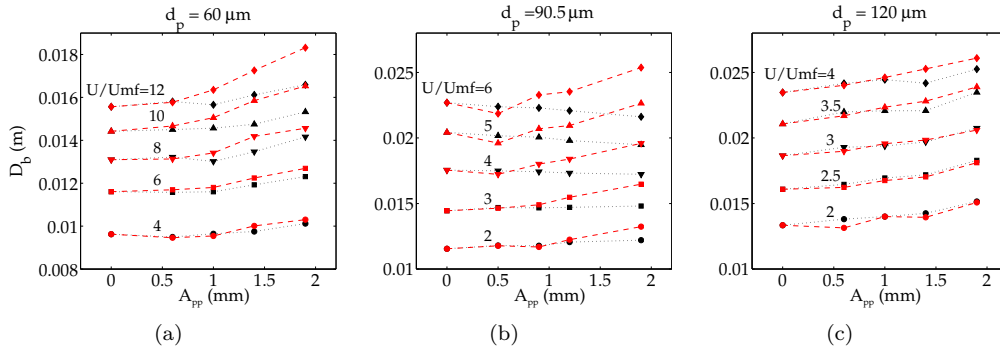 d_p = 60 μm
D_b (m)
0.018
0.016
0.014
0.012
0.01
0.008
U/Umf=12
10
8
6
4
0 0.5 1 1.5 2
A_pp (mm)
(a)
d_p =90.5 μm
0.025
0.02
0.015
0.01
U/Umf=6
5
4
3
2
0 0.5 1 1.5 2
A_pp (mm)
(b)
d_p = 120 μm
0.025
0.02
0.015
0.01
U/Umf=4
3.5
3
2.5
2
0 0.5 1 1.5 2
A_pp (mm)
(c)